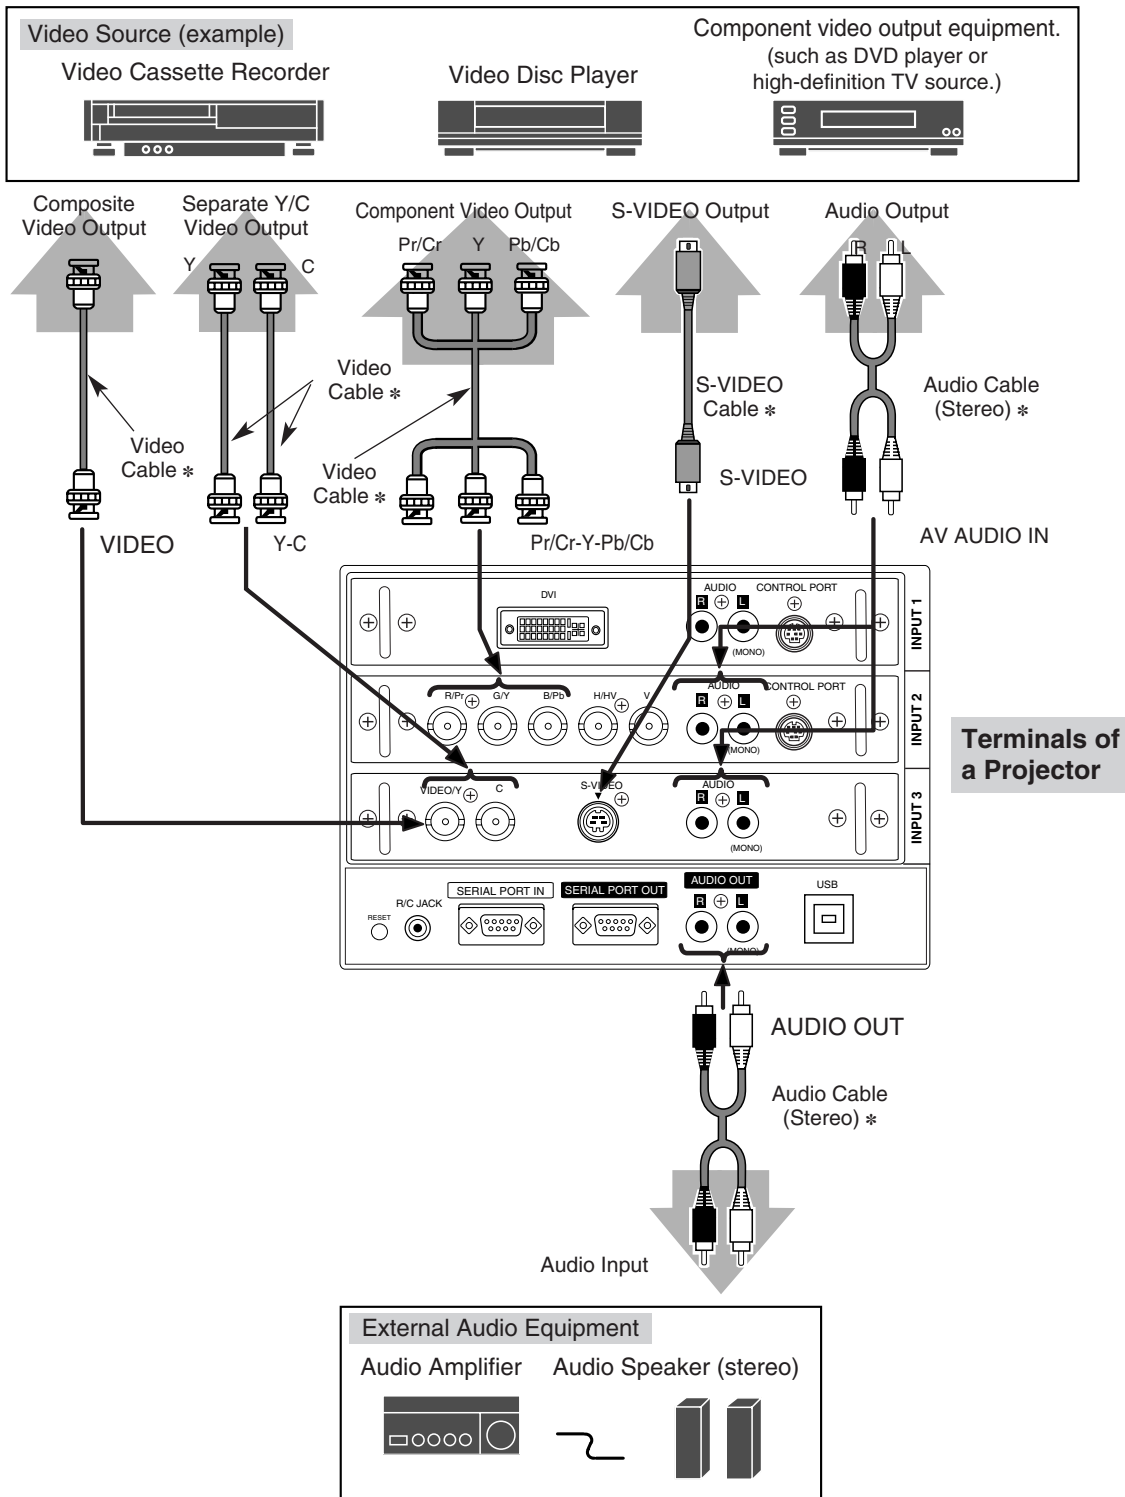 Video Source (example)
Video Cassette Recorder
Video Disc Player
Component video output equipment.
(such as DVD player or
high-definition TV source.)
Composite
Video Output
Separate Y/C
Video Output
Component Video Output
S-VIDEO Output
Audio Output
Y
C
Pr/Cr
Y
Pb/Cb
R
L
Video
Cable *
Video
Cable *
Video
Cable *
S-VIDEO
Cable *
Audio Cable
(Stereo) *
VIDEO
Y-C
Pr/Cr-Y-Pb/Cb
S-VIDEO
AV AUDIO IN
DVI
AUDIO
R
L
(MONO)
CONTROL PORT
INPUT 1
R/Pr
G/Y
B/Pb
H/HV
V
AUDIO
R
L
(MONO)
CONTROL PORT
INPUT 2
VIDEO/Y
C
S-VIDEO
AUDIO
R
L
(MONO)
INPUT 3
Terminals of
a Projector
RESET
R/C JACK
SERIAL PORT IN
SERIAL PORT OUT
AUDIO OUT
R
L
(MONO)
USB
AUDIO OUT
Audio Cable
(Stereo) *
Audio Input
External Audio Equipment
Audio Amplifier
Audio Speaker (stereo)